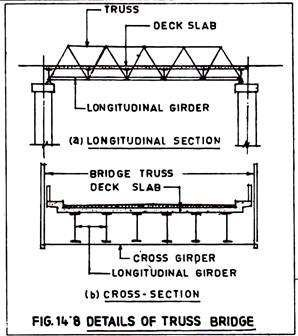 TRUSS
DECK SLAB
LONGITUDINAL GIRDER
(a) LONGITUDINAL SECTION
BRIDGE TRUSS
DECK SLAB
CROSS GIRDER
LONGITUDINAL GIRDER
(b) CROSS-SECTION
FIG. 14·8 DETAILS OF TRUSS BRIDGE